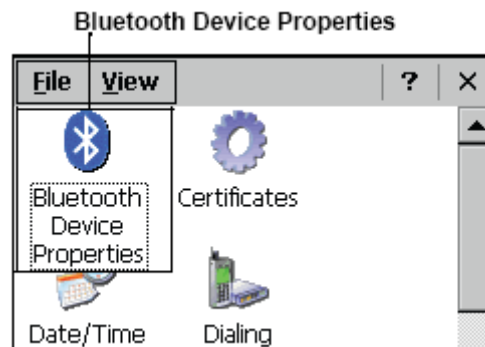 Bluetooth Device Properties
File View ? ×
Bluetooth
Device
Properties
Certificates
Date/Time
Dialing